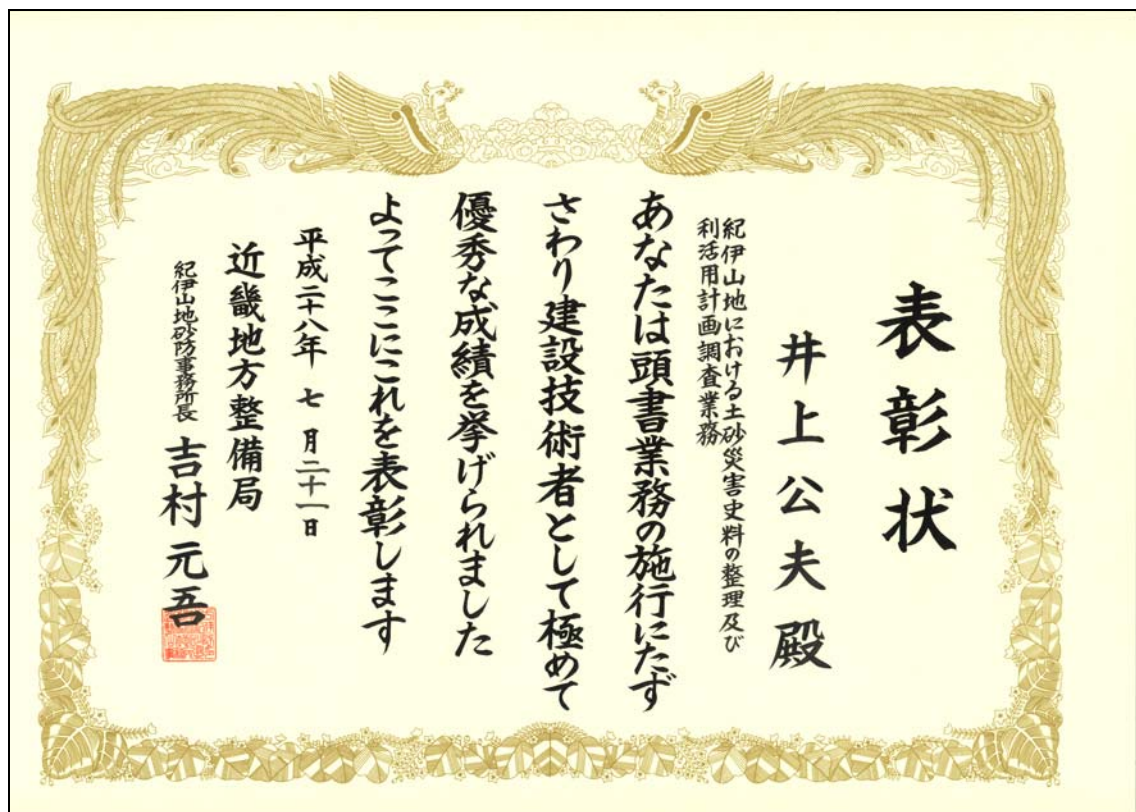 表彰状
井上公夫殿
紀伊山地における土砂災害史料の整理及び
利活用計画調査業務
あなたは頭書業務の施行にたず
さわり建設技術者として極めて
優秀な成績を挙げられました
よってここにこれを表彰します
平成二十八年 七 月二十一日
近畿地方整備局
紀伊山地砂防事務所長 吉村元吾